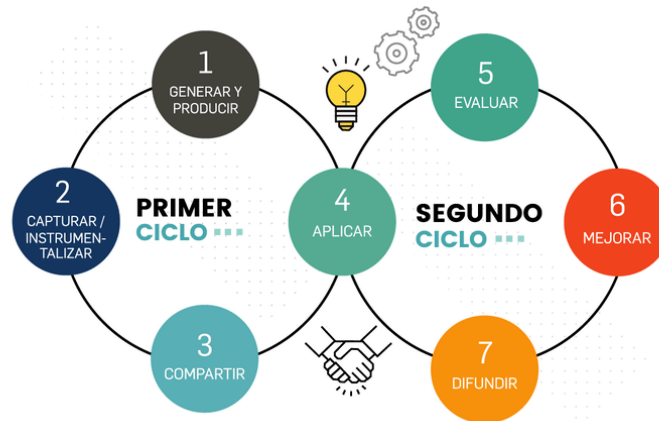 1
GENERAR Y
PRODUCIR
2
CAPTURAR /
INSTRUMEN-
TALIZAR
PRIMER
CICLO
3
COMPARTIR
4
APLICAR
5
EVALUAR
SEGUNDO
CICLO
6
MEJORAR
7
DIFUNDIR